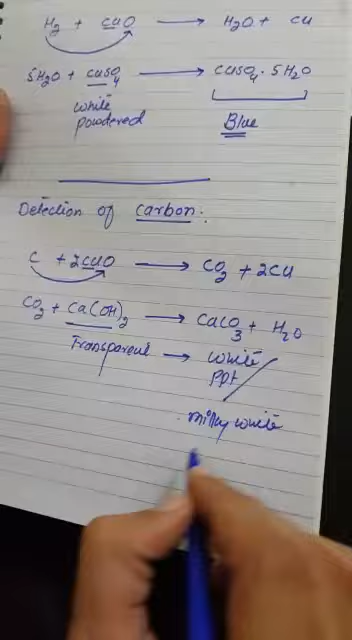 H₂ + CuO → H₂O + Cu
5H₂O + CuSO₄ → CuSO₄·5H₂O
white
powdered
Blue
Detection of carbon:
C + 2CuO → CO₂ + 2Cu
CO₂ + Ca(OH)₂ → CaCO₃ + H₂O
Transparent → white
ppt
milky white